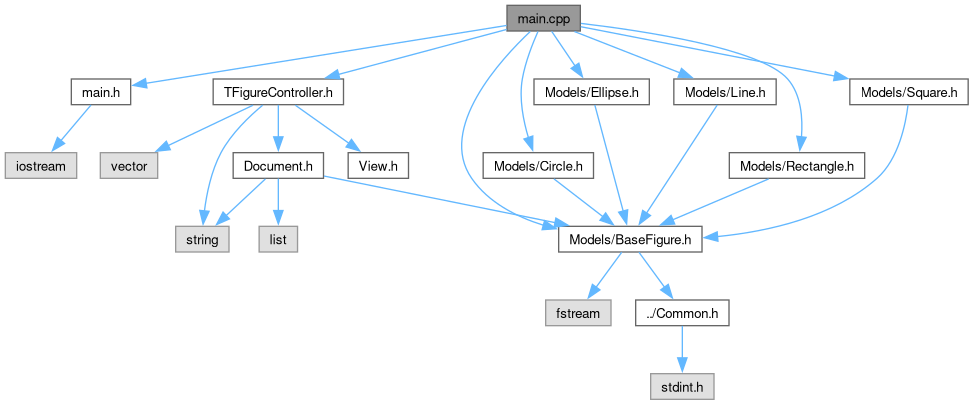 main.cpp
main.h
TFigureController.h
Models/Ellipse.h
Models/Line.h
Models/Square.h
iostream
vector
Document.h
View.h
Models/Circle.h
Models/Rectangle.h
string
list
Models/BaseFigure.h
fstream
../Common.h
stdint.h